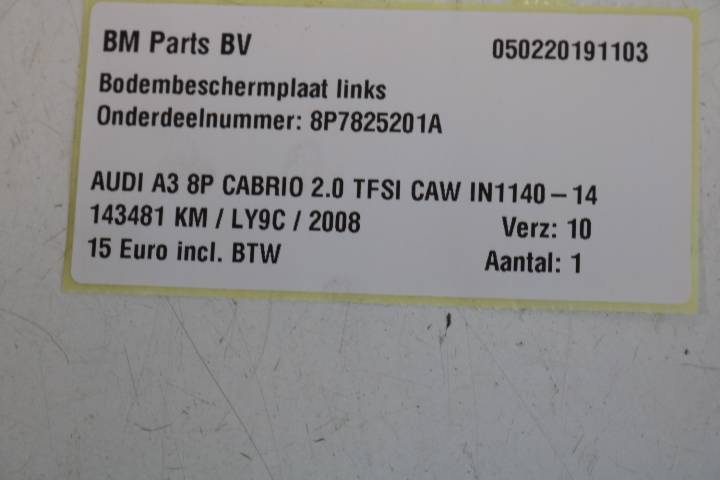 BM Parts BV 050220191103
Bodembeschermplaat links
Onderdeelnummer: 8P7825201A
AUDI A3 8P CABRIO 2.0 TFSI CAW IN1140-14
143481 KM / LY9C / 2008 Verz: 10
15 Euro incl. BTW Aantal: 1